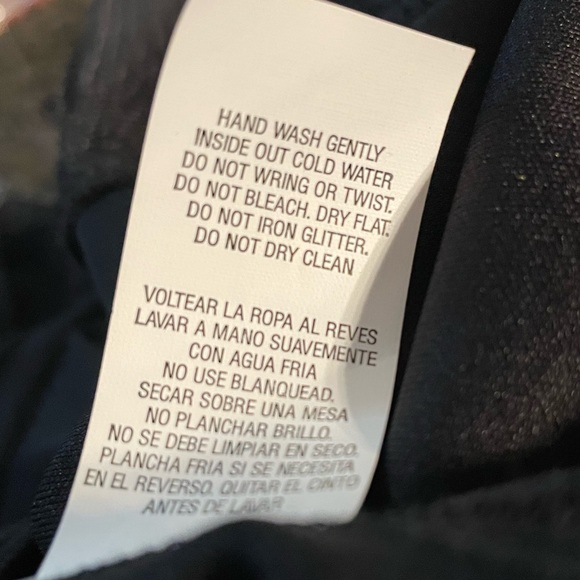 HAND WASH GENTLY
INSIDE OUT COLD WATER
DO NOT WRING OR TWIST.
DO NOT BLEACH. DRY FLAT.
DO NOT IRON GLITTER.
DO NOT DRY CLEAN
VOLTEAR LA ROPA AL REVES
LAVAR A MANO SUAVEMENTE
CON AGUA FRIA
NO USE BLANQUEAD.
SECAR SOBRE UNA MESA
NO PLANCHAR BRILLO.
NO SE DEBE LIMPIAR EN SECO.
PLANCHA FRIA SI SE NECESITA
EN EL REVERSO. QUITAR EL CINTO
ANTES DE LAVAR